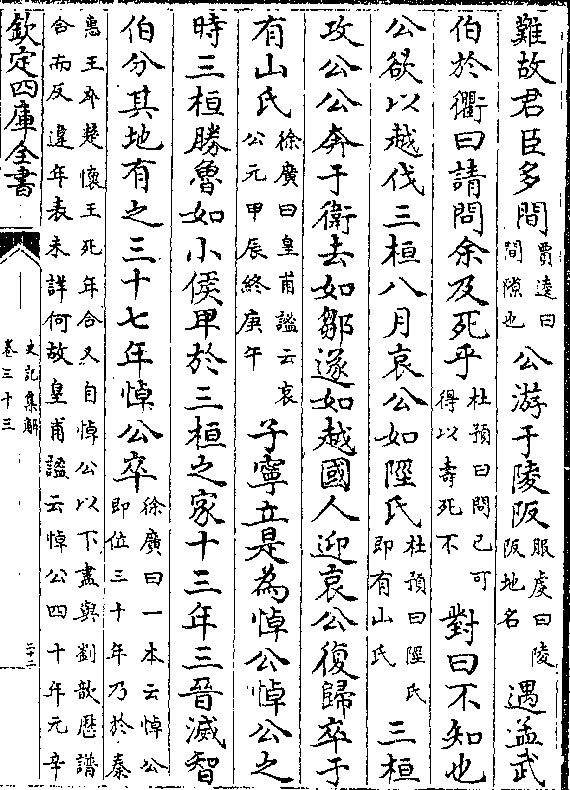 難故君臣多間賈逵曰間隙也公游于陵阪服虔曰陵阪地名遇孟武
伯於衢曰請問余及死乎杜預曰問己可得以壽死不對曰不知也
公欲以越伐三桓八月哀公如陘氏杜預曰陘氏即有山氏三桓
攻公公奔于衛去如鄒遂如越國人迎哀公復歸卒于
有山氏徐廣曰皇甫謐云哀公元甲辰終庚午子寧立是為悼公悼公之
時三桓勝魯如小侯卑於三桓之家十三年三晉滅智
伯分其地有之三十七年悼公卒徐廣曰一本云悼公即位三十年乃於秦
惠王卒楚懷王死年合又自悼公以下盡與劉歆歷譜
合而反違年表未詳何故皇甫謐云悼公四十年元辛
欽定四庫全書
史記集解
卷三十三